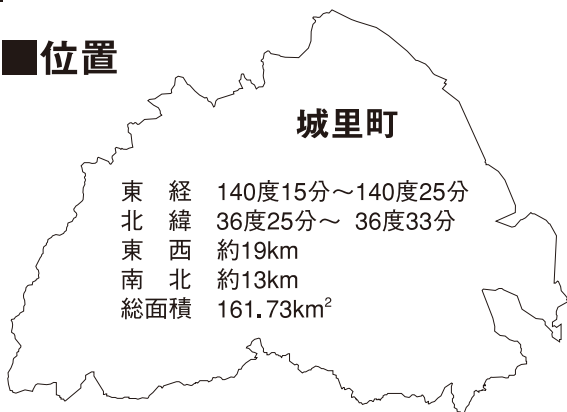 ■位置
城里町
東　経　140度15分～140度25分
北　緯　36度25分～ 36度33分
東　西　約19km
南　北　約13km
総面積　161.73km²